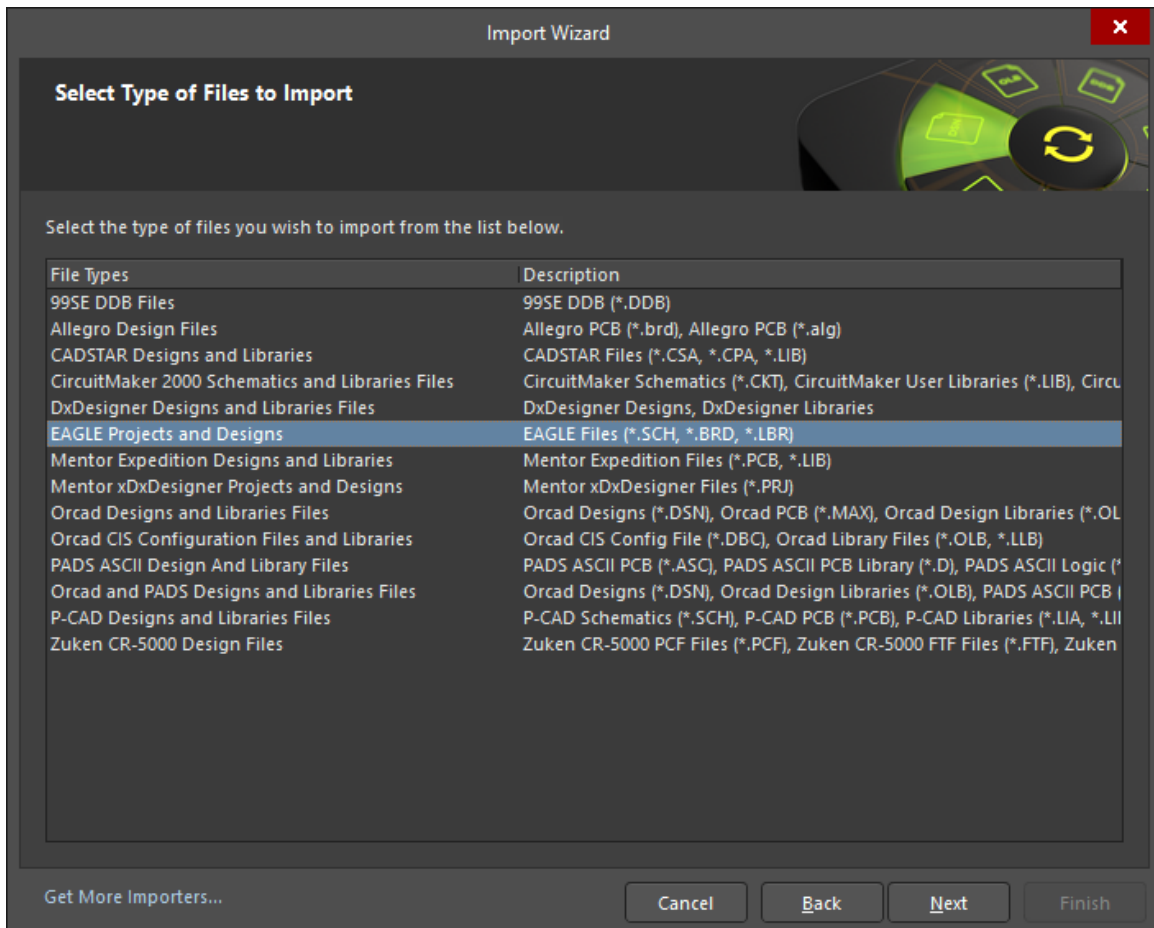 Import Wizard
Select Type of Files to Import
Select the type of files you wish to import from the list below.
File Types Description
99SE DDB Files 99SE DDB (*.DDB)
Allegro Design Files Allegro PCB (*.brd), Allegro PCB (*.alg)
CADSTAR Designs and Libraries CADSTAR Files (*.CSA, *.CPA, *.LIB)
CircuitMaker 2000 Schematics and Libraries Files CircuitMaker Schematics (*.CKT), CircuitMaker User Libraries (*.LIB), Circu
DxDesigner Designs and Libraries Files DxDesigner Designs, DxDesigner Libraries
EAGLE Projects and Designs EAGLE Files (*.SCH, *.BRD, *.LBR)
Mentor Expedition Designs and Libraries Mentor Expedition Files (*.PCB, *.LIB)
Mentor xDxDesigner Projects and Designs Mentor xDxDesigner Files (*.PRJ)
Orcad Designs and Libraries Files Orcad Designs (*.DSN), Orcad PCB (*.MAX), Orcad Design Libraries (*.OL
Orcad CIS Configuration Files and Libraries Orcad CIS Config File (*.DBC), Orcad Library Files (*.OLB, *.LLB)
PADS ASCII Design And Library Files PADS ASCII PCB (*.ASC), PADS ASCII PCB Library (*.D), PADS ASCII Logic (*
Orcad and PADS Designs and Libraries Files Orcad Designs (*.DSN), Orcad Design Libraries (*.OLB), PADS ASCII PCB (
P-CAD Designs and Libraries Files P-CAD Schematics (*.SCH), P-CAD PCB (*.PCB), P-CAD Libraries (*.LIA, *.LI
Zuken CR-5000 Design Files Zuken CR-5000 PCF Files (*.PCF), Zuken CR-5000 FTF Files (*.FTF), Zuken
Get More Importers...
Cancel Back Next Finish